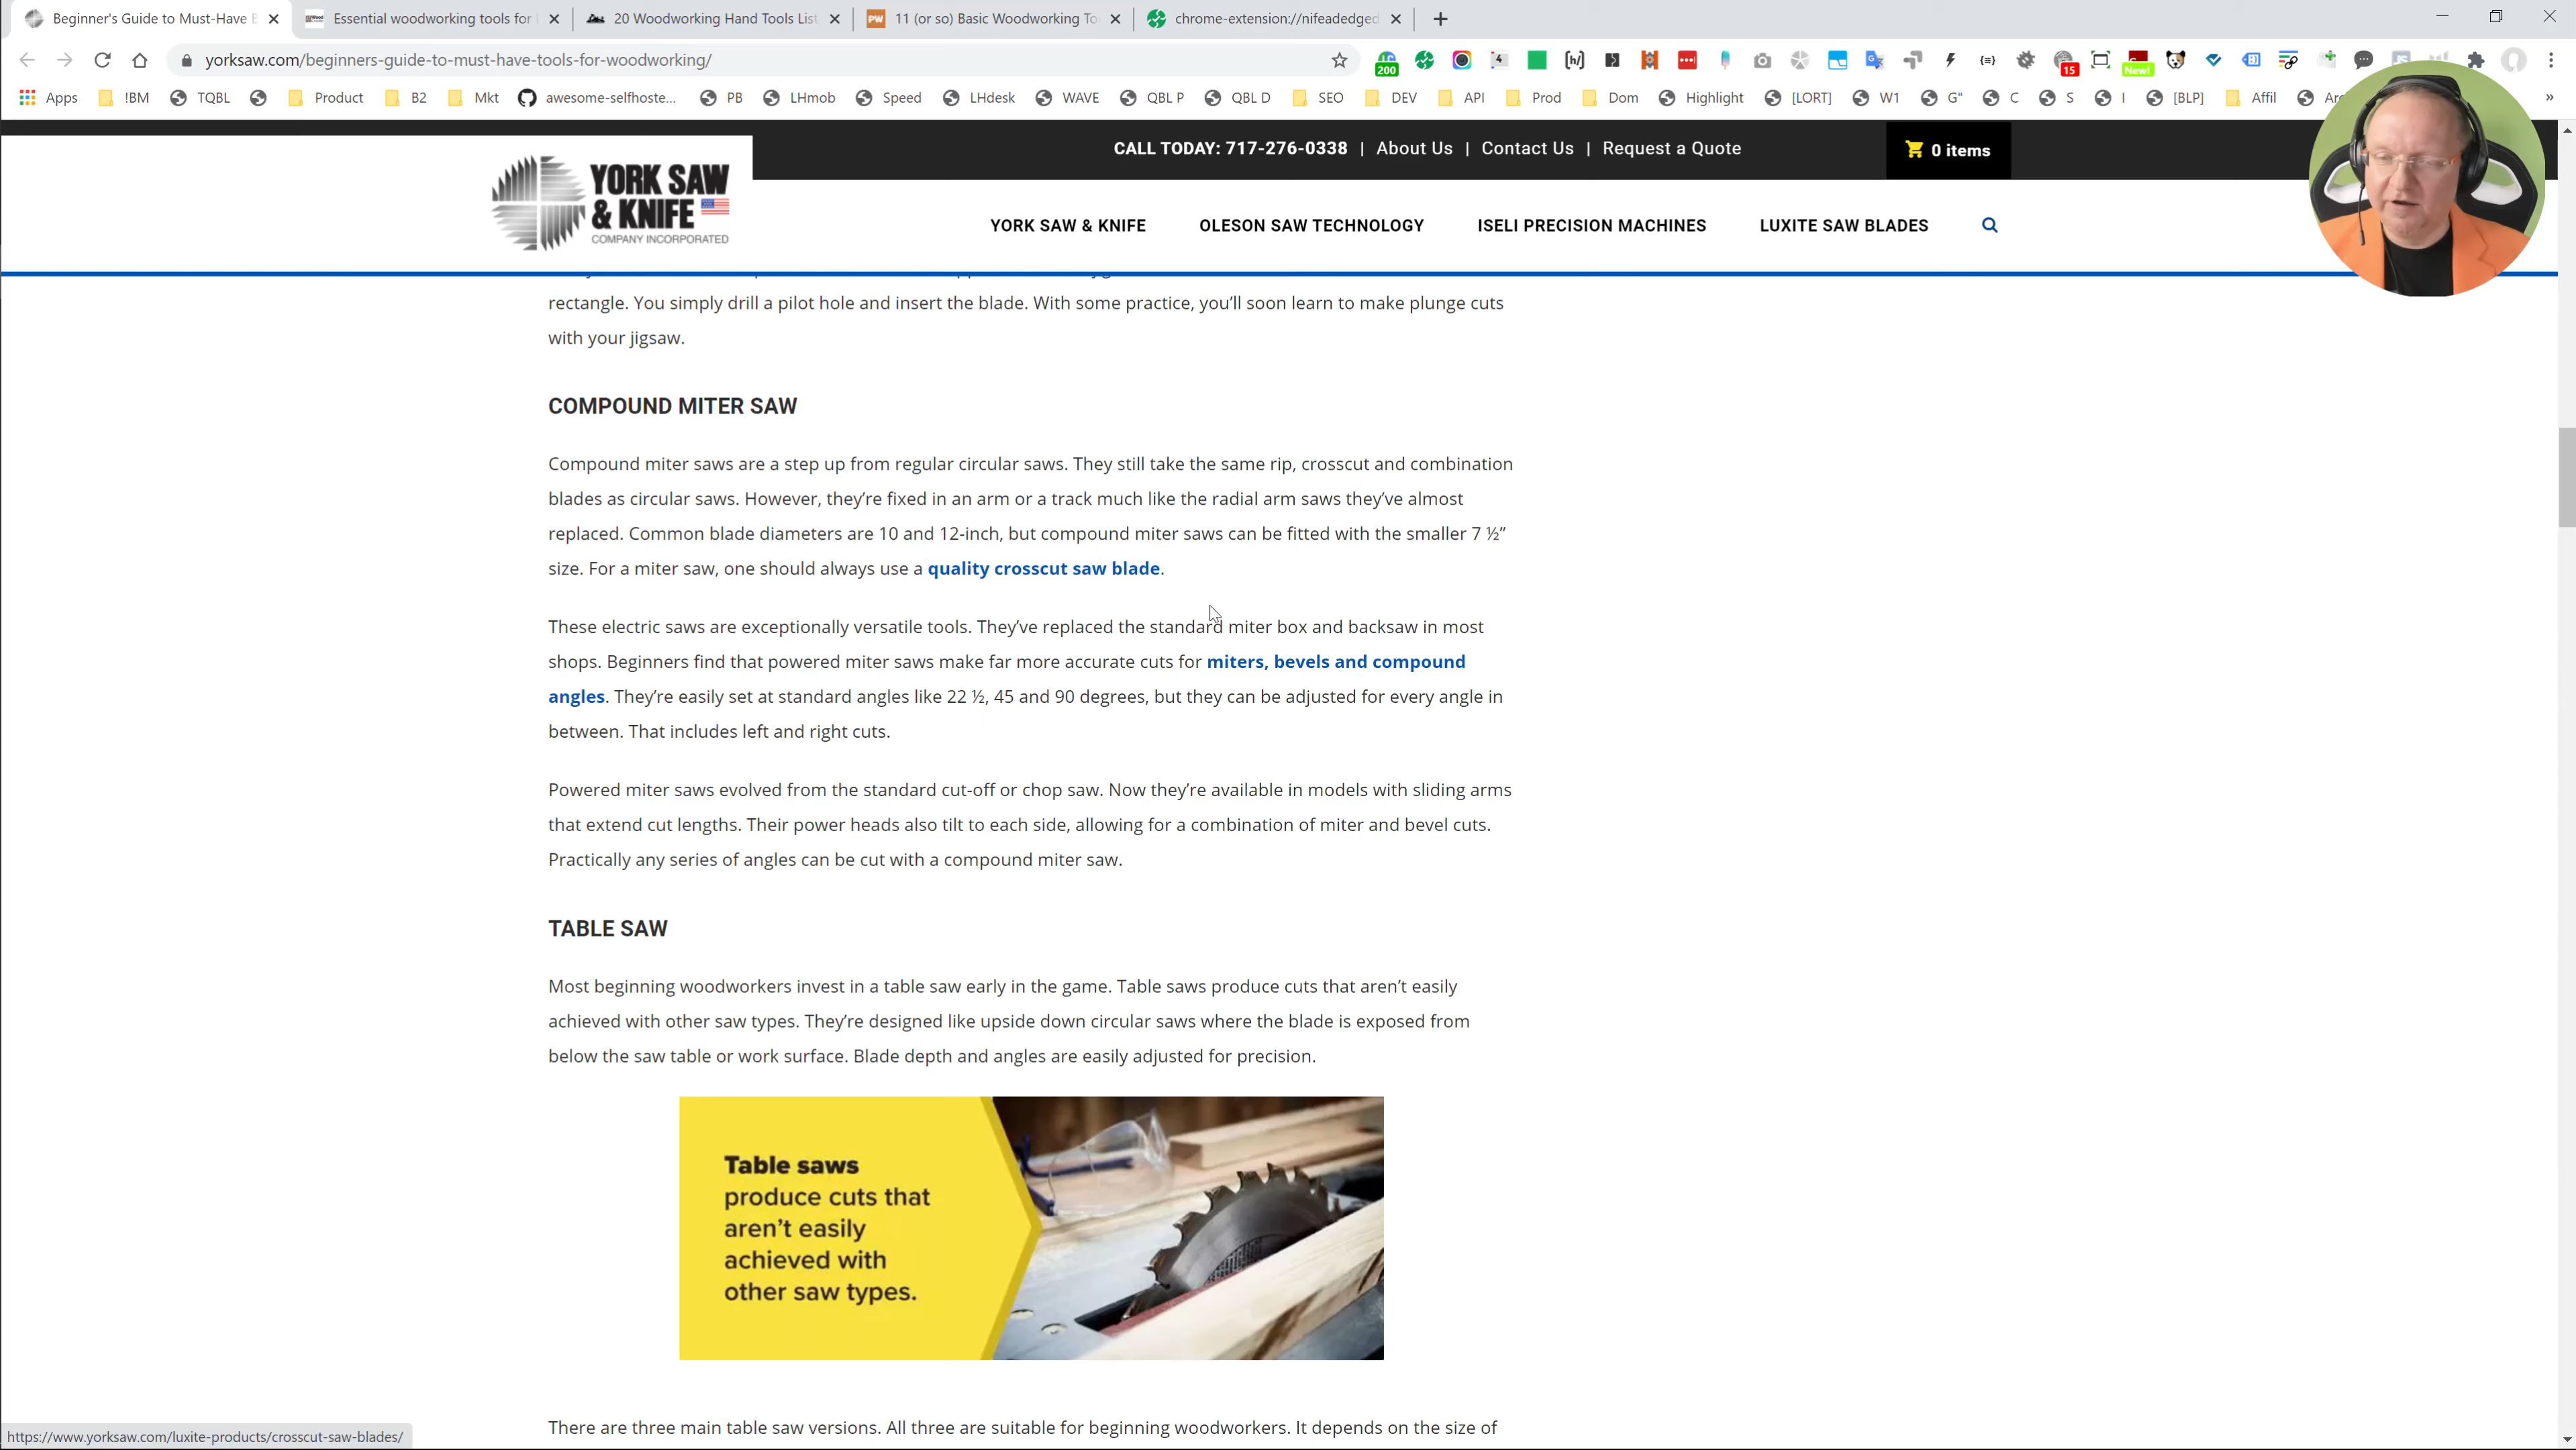 Beginner's Guide to Must-Have B
Essential woodworking tools for
20 Woodworking Hand Tools List
PW
11 (or so) Basic Woodworking To
chrome-extension://nifeadedged
yorksaw.com/beginners-guide-to-must-have-tools-for-woodworking/
200
4
[h/]
15
New!
Apps
!BM
TQBL
Product
B2
Mkt
awesome-selfhoste...
PB
LHmob
Speed
LHdesk
WAVE
QBL P
QBL D
SEO
DEV
API
Prod
Dom
Highlight
[LORT]
W1
G"
C
S
I
[BLP]
Affil
»
CALL TODAY: 717-276-0338 | About Us | Contact Us | Request a Quote
0 items
YORK SAW
& KNIFE
COMPANY INCORPORATED
YORK SAW & KNIFE
OLESON SAW TECHNOLOGY
ISELI PRECISION MACHINES
LUXITE SAW BLADES
rectangle. You simply drill a pilot hole and insert the blade. With some practice, you’ll soon learn to make plunge cuts
with your jigsaw.
COMPOUND MITER SAW
Compound miter saws are a step up from regular circular saws. They still take the same rip, crosscut and combination
blades as circular saws. However, they’re fixed in an arm or a track much like the radial arm saws they’ve almost
replaced. Common blade diameters are 10 and 12-inch, but compound miter saws can be fitted with the smaller 7 ½”
size. For a miter saw, one should always use a quality crosscut saw blade.
These electric saws are exceptionally versatile tools. They’ve replaced the standard miter box and backsaw in most
shops. Beginners find that powered miter saws make far more accurate cuts for miters, bevels and compound
angles. They’re easily set at standard angles like 22 ½, 45 and 90 degrees, but they can be adjusted for every angle in
between. That includes left and right cuts.
Powered miter saws evolved from the standard cut-off or chop saw. Now they’re available in models with sliding arms
that extend cut lengths. Their power heads also tilt to each side, allowing for a combination of miter and bevel cuts.
Practically any series of angles can be cut with a compound miter saw.
TABLE SAW
Most beginning woodworkers invest in a table saw early in the game. Table saws produce cuts that aren’t easily
achieved with other saw types. They’re designed like upside down circular saws where the blade is exposed from
below the saw table or work surface. Blade depth and angles are easily adjusted for precision.
Table saws
produce cuts that
aren’t easily
achieved with
other saw types.
There are three main table saw versions. All three are suitable for beginning woodworkers. It depends on the size of
https://www.yorksaw.com/luxite-products/crosscut-saw-blades/